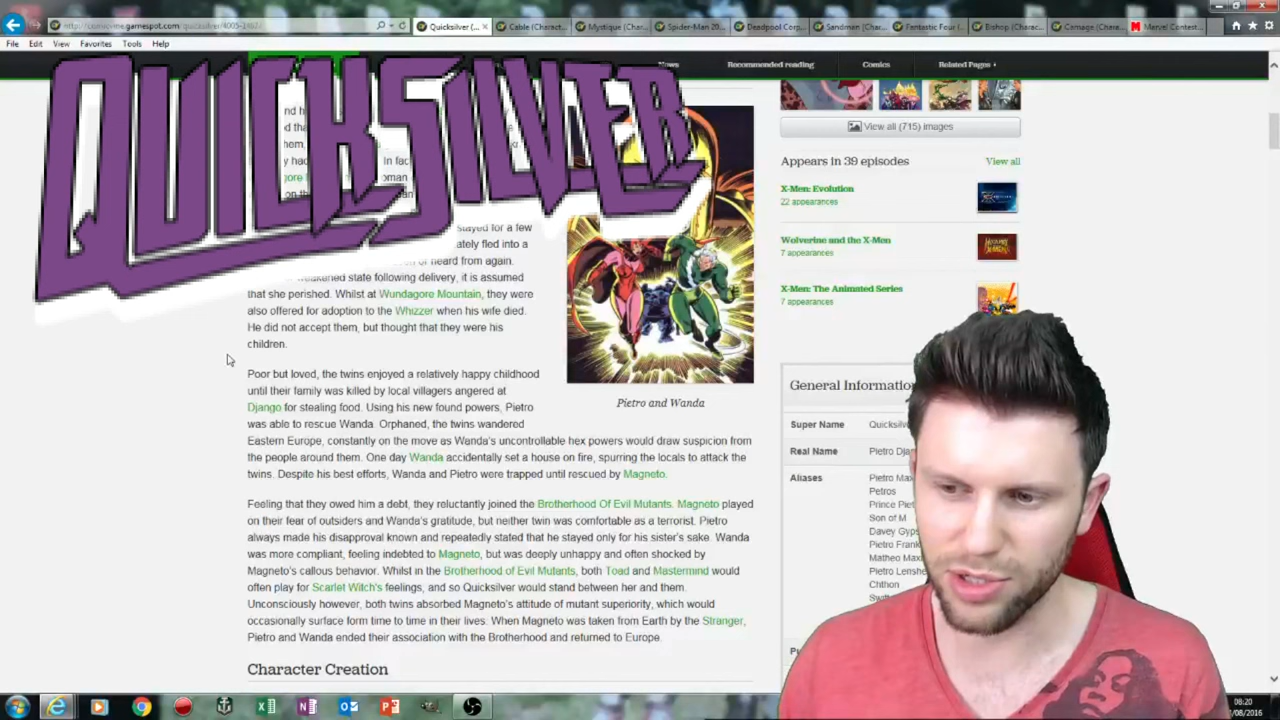 Quicksilver (...
Cable (Charact...
Mystique (Char...
Spider-Man 20...
Deadpool Corp...
Sandman (Char...
Fantastic Four (...
Bishop (Charac...
Carnage (Chara...
Marvel Contest...
File Edit View Favorites Tools Help
News
Recommended reading
Comics
Related Pages
QUICKSILVER
View all (715) images
Appears in 39 episodes
View all
X-Men: Evolution
22 appearances
Wolverine and the X-Men
7 appearances
X-Men: The Animated Series
7 appearances
stayed for a few
fled into a
heard from again.
state following delivery, it is assumed
that she perished. Whilst at Wundagore Mountain, they were
also offered for adoption to the Whizzer when his wife died.
He did not accept them, but thought that they were his
children.
Pietro and Wanda
Poor but loved, the twins enjoyed a relatively happy childhood
until their family was killed by local villagers angered at
Django for stealing food. Using his new found powers, Pietro
was able to rescue Wanda. Orphaned, the twins wandered
Eastern Europe, constantly on the move as Wanda's uncontrollable hex powers would draw suspicion from
the people around them. One day Wanda accidentally set a house on fire, spurring the locals to attack the
twins. Despite his best efforts, Wanda and Pietro were trapped until rescued by Magneto.
Feeling that they owed him a debt, they reluctantly joined the Brotherhood Of Evil Mutants. Magneto played
on their fear of outsiders and Wanda's gratitude, but neither twin was comfortable as a terrorist. Pietro
always made his disapproval known and repeatedly stated that he stayed only for his sister's sake. Wanda
was more compliant, feeling indebted to Magneto, but was deeply unhappy and often shocked by
Magneto's callous behavior. Whilst in the Brotherhood of Evil Mutants, both Toad and Mastermind would
often play for Scarlet Witch's feelings, and so Quicksilver would stand between her and them.
Unconsciously however, both twins absorbed Magneto's attitude of mutant superiority, which would
occasionally surface form time to time in their lives. When Magneto was taken from Earth by the Stranger,
Pietro and Wanda ended their association with the Brotherhood and returned to Europe.
Character Creation
General Information
Super Name
Quicksilver
Real Name
Pietro
Aliases
Pietro
Petros
Prince
Son of M
Davey
Pietro
Matheo
Pietro
Chthon
08:20
/08/2016